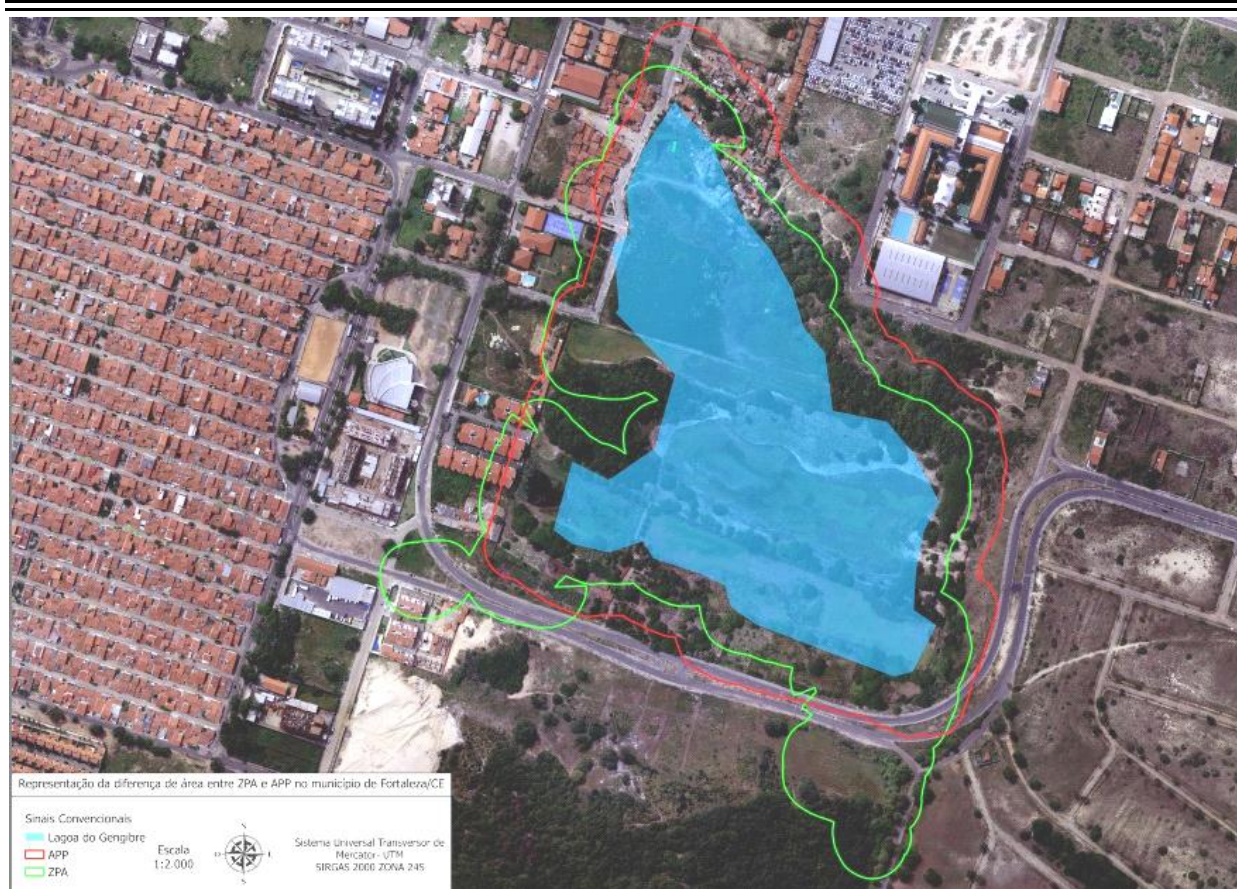 Representação da diferença de área entre ZPA e APP no município de Fortaleza/CE
Sinais Convencionais
Lagoa do Gengibre
APP
ZPA
Escala
1:2.000
N
O
L
S
Sistema Universal Transversor de
Mercator- UTM
SIRGAS 2000 ZONA 24S